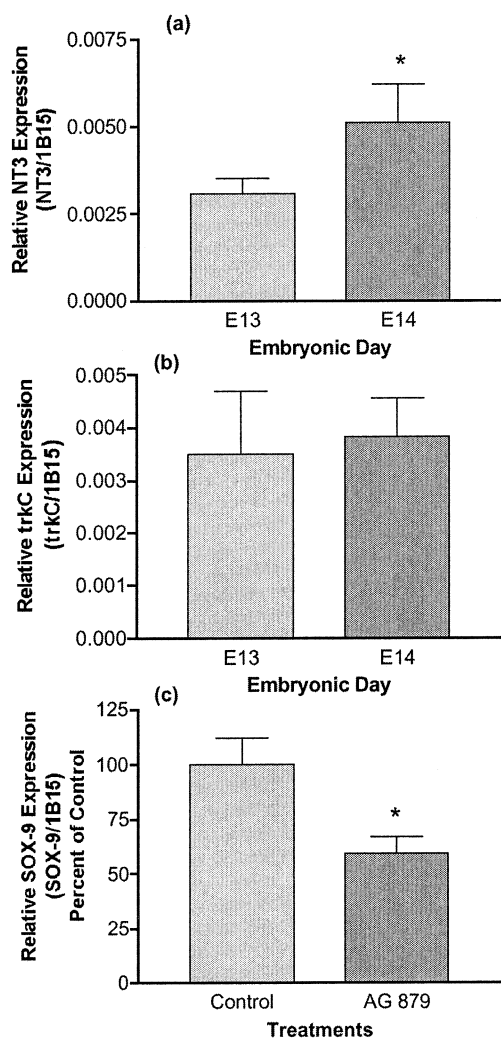 (a)
Relative NT3 Expression
(NT3/1B15)
0.0075
0.0050
0.0025
0.0000
*
E13
E14
Embryonic Day
(b)
Relative trkC Expression
(trkC/1B15)
0.005
0.004
0.003
0.002
0.001
0.000
E13
E14
Embryonic Day
(c)
Relative SOX-9 Expression
(SOX-9/1B15)
Percent of Control
125
100
75
50
25
0
*
Control
AG 879
Treatments